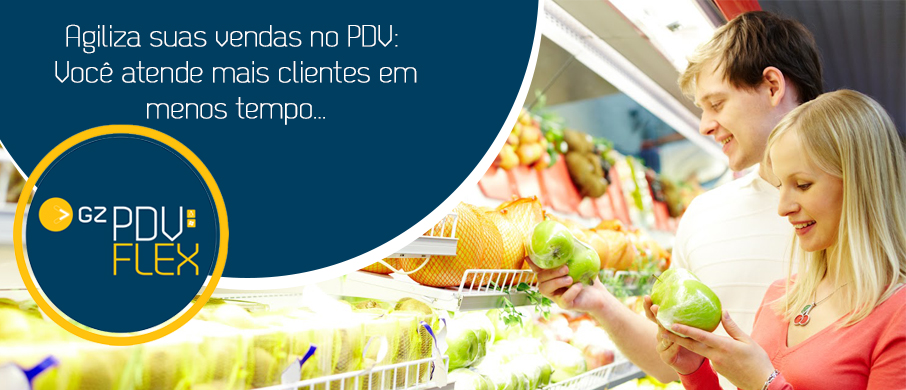 Agiliza suas vendas no PDV:
Você atende mais clientes em
menos tempo...
GZ PDV
FLEX